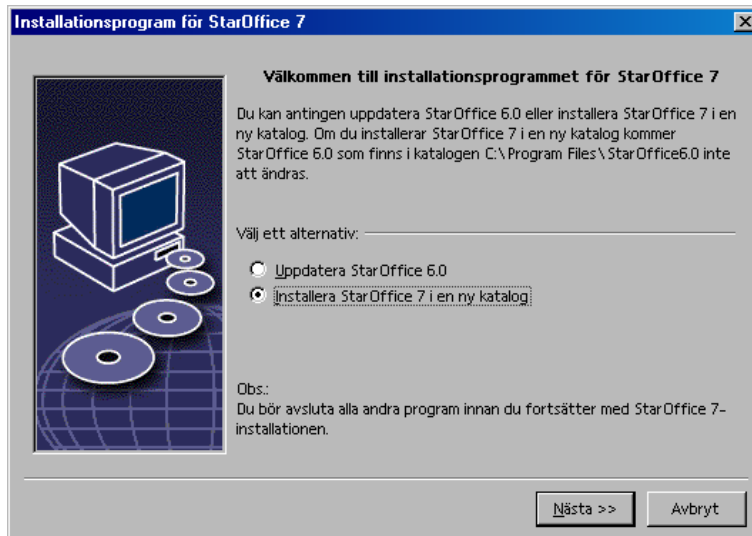 Installationsprogram för StarOffice 7
Välkommen till installationsprogrammet för StarOffice 7
Du kan antingen uppdatera StarOffice 6.0 eller installera StarOffice 7 i en
ny katalog. Om du installerar StarOffice 7 i en ny katalog kommer
StarOffice 6.0 som finns i katalogen C:\Program Files\StarOffice6.0 inte
att ändras.
Välj ett alternativ:
Uppdatera StarOffice 6.0
Installera StarOffice 7 i en ny katalog
Obs.:
Du bör avsluta alla andra program innan du fortsätter med StarOffice 7-
installationen.
Nästa >>
Avbryt